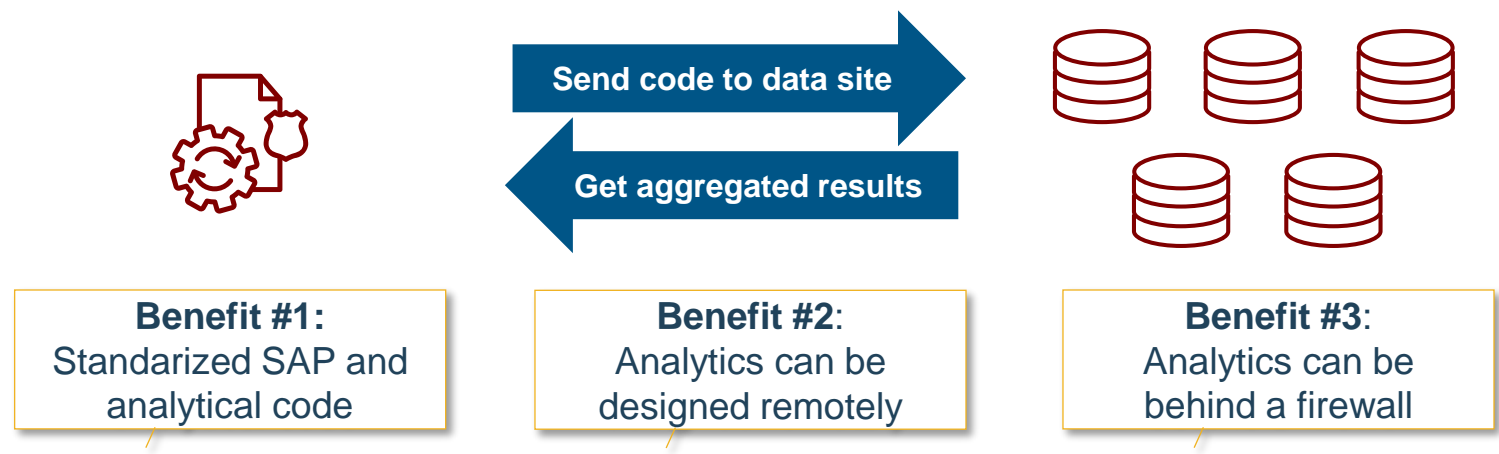 Send code to data site
Get aggregated results
Benefit #1:
Standarized SAP and
analytical code
Benefit #2:
Analytics can be
designed remotely
Benefit #3:
Analytics can be
behind a firewall